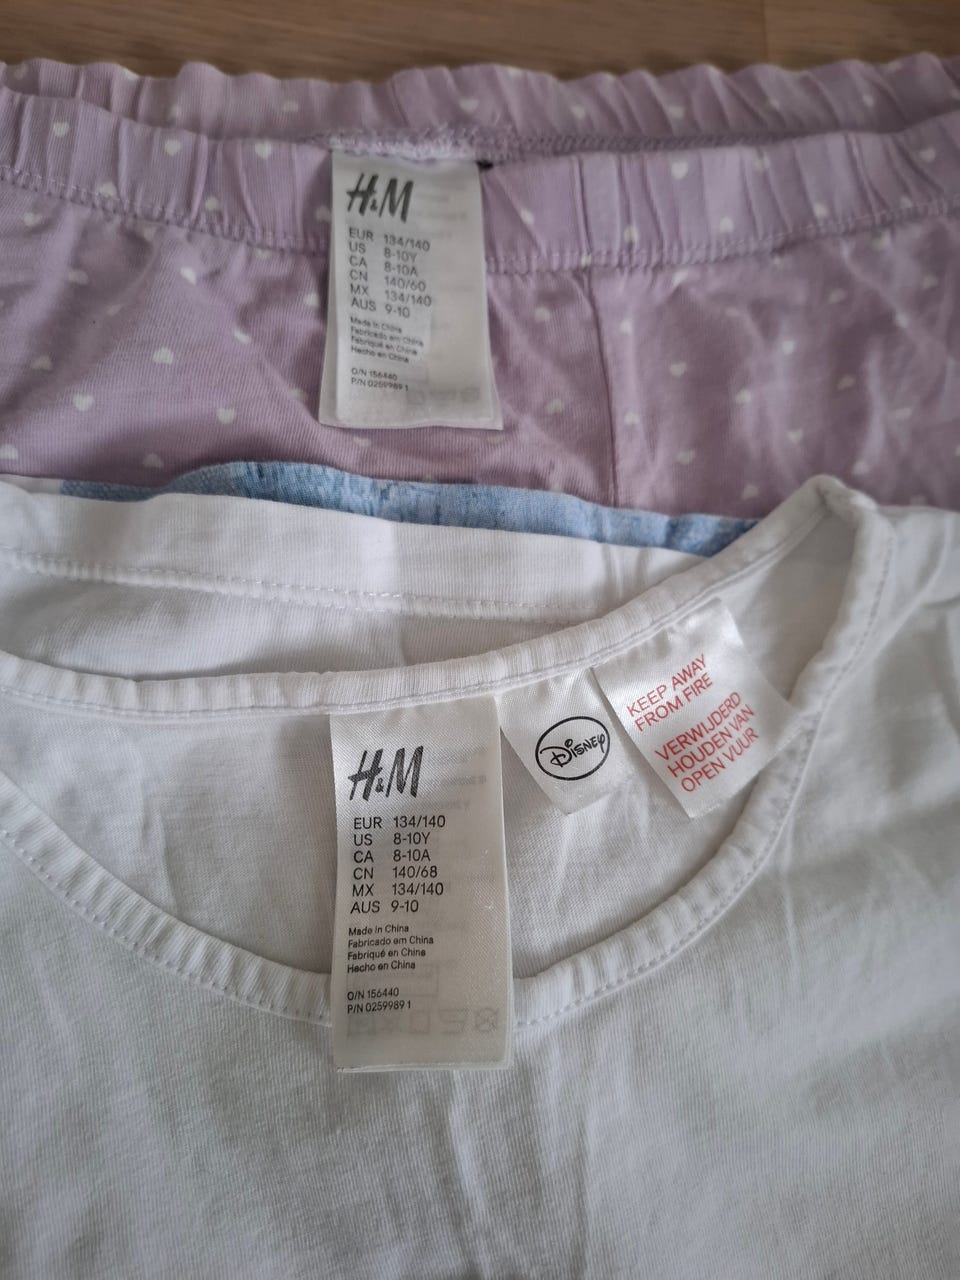 H&M
EUR 134/140
US 8-10Y
CA 8-10A
CN 140/60
MX 134/140
AUS 9-10
Made in China
Fabricado em China
Fabriqué en Chine
Hecho en China
O/N 156440
P/N 0259989 1
H&M
EUR 134/140
US 8-10Y
CA 8-10A
CN 140/68
MX 134/140
AUS 9-10
Made in China
Fabricado em China
Fabriqué en Chine
Hecho en China
O/N 156440
P/N 0259989 1
Disney
KEEP AWAY
FROM FIRE
VERWIJDERD
HOUDEN VAN
OPEN VUUR